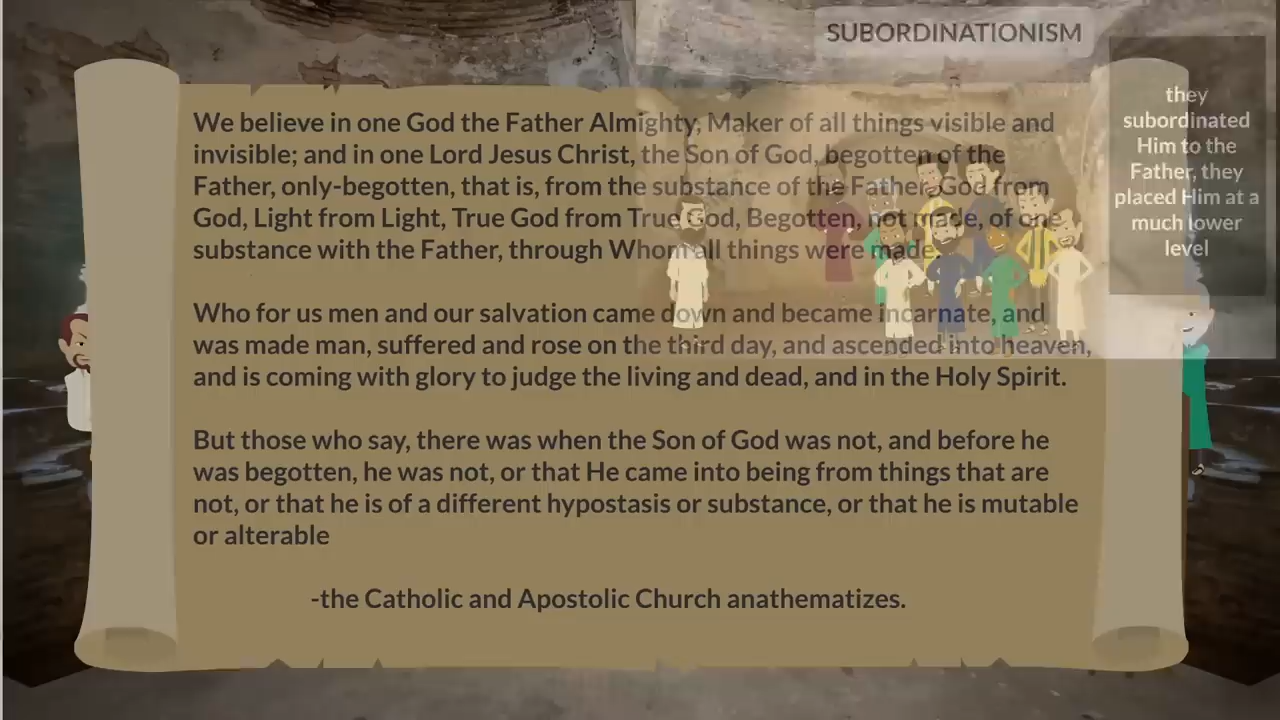 SUBORDINATIONISM
they
subordinated
Him to the
Father, they
placed Him at a
much lower
level
We believe in one God the Father Almighty, Maker of all things visible and
invisible; and in one Lord Jesus Christ, the Son of God, begotten of the
Father, only-begotten, that is, from the substance of the Father, God from
God, Light from Light, True God from True God, Begotten, not made, of one
substance with the Father, through Whom all things were made.
Who for us men and our salvation came down and became incarnate, and
was made man, suffered and rose on the third day, and ascended into heaven,
and is coming with glory to judge the living and dead, and in the Holy Spirit.
But those who say, there was when the Son of God was not, and before he
was begotten, he was not, or that He came into being from things that are
not, or that he is of a different hypostasis or substance, or that he is mutable
or alterable
-the Catholic and Apostolic Church anathematizes.